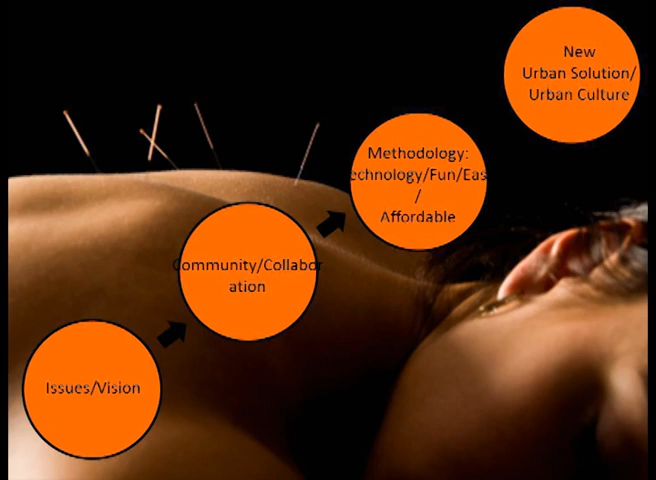 Issues/Vision
Community/Collabor
ation
Methodology:
echnology/Fun/Eas
/
Affordable
New
Urban Solution/
Urban Culture